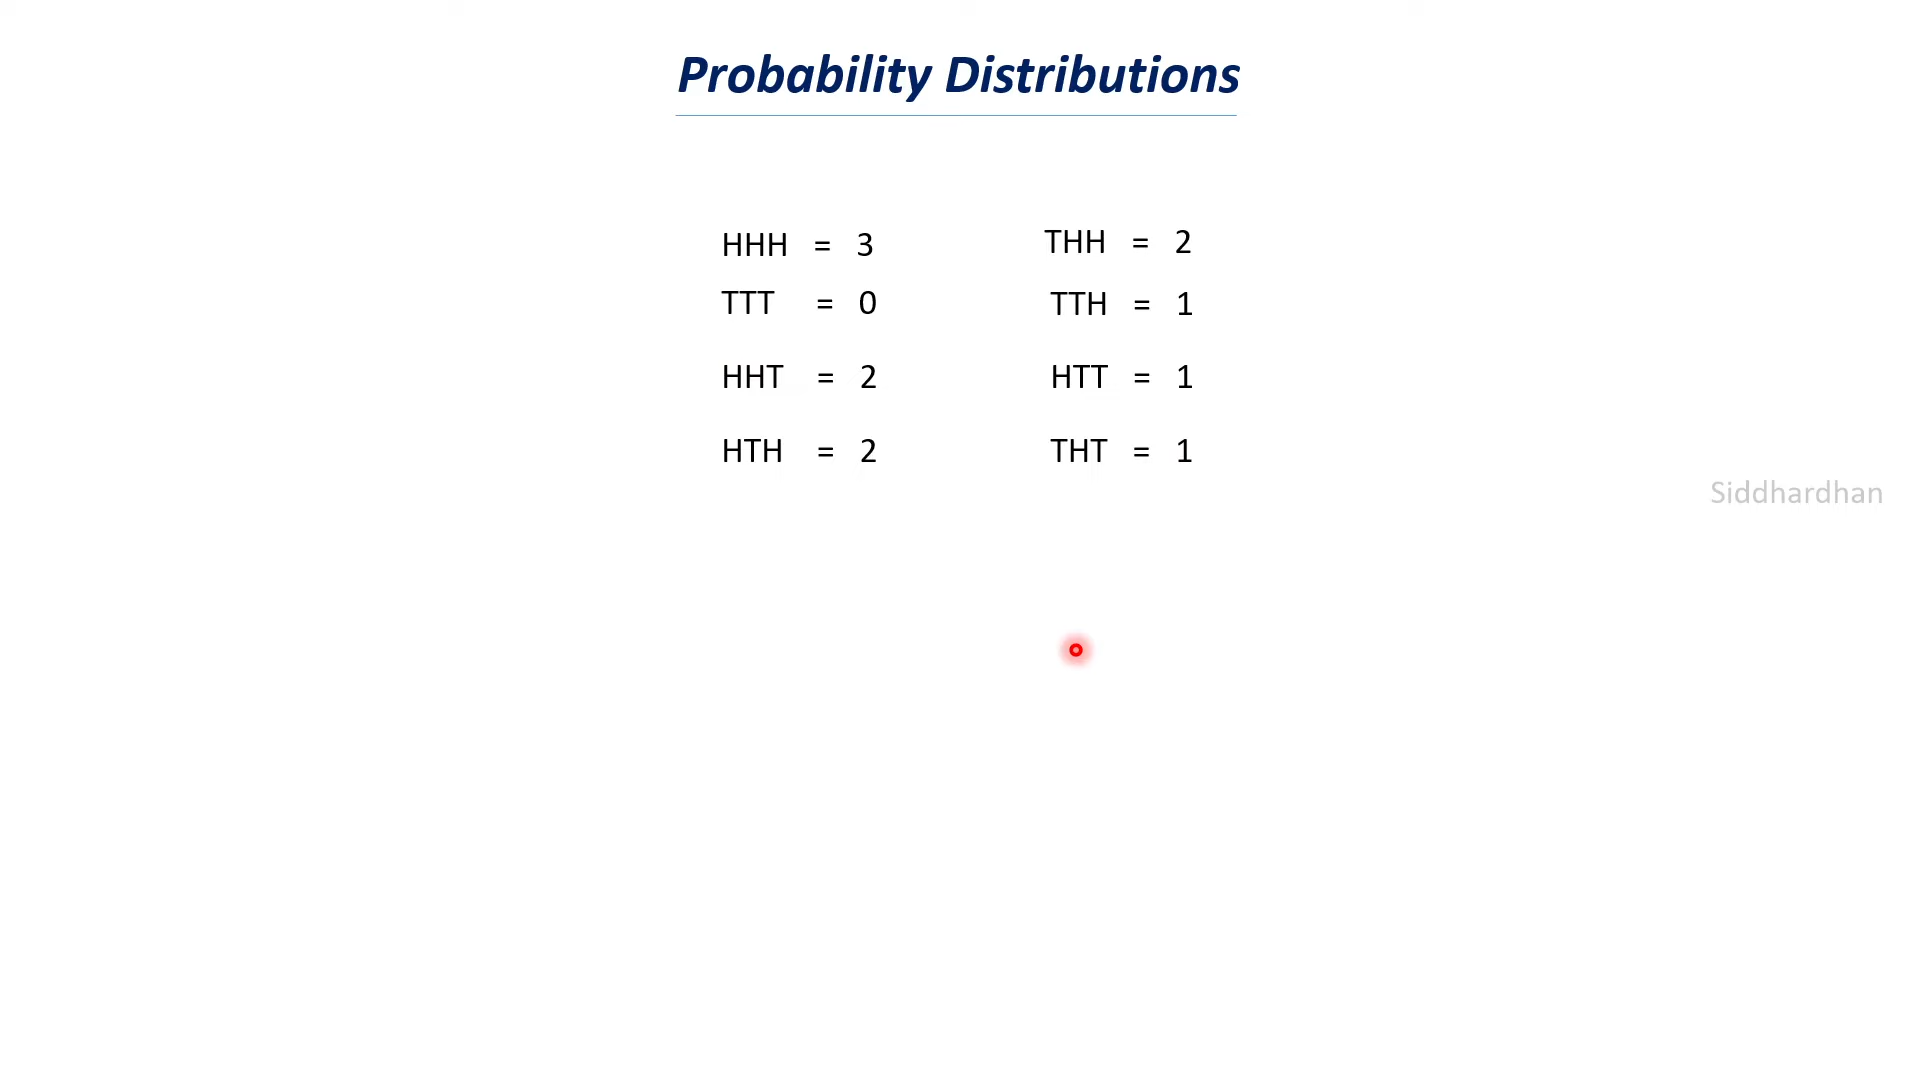 Probability Distributions
HHH = 3
TTT = 0
HHT = 2
HTH = 2
THH = 2
TTH = 1
HTT = 1
THT = 1
Siddhardhan